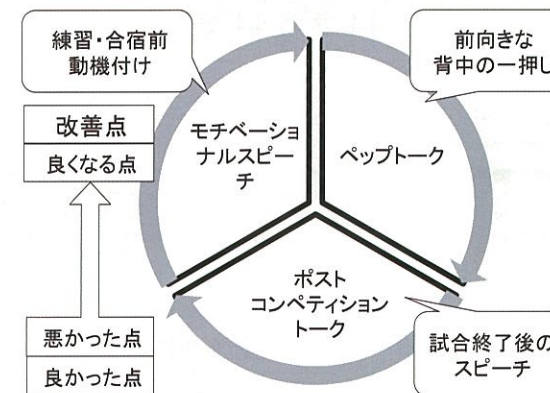 練習・合宿前
動機付け
前向きな
背中の一押し
改善点
良くなる点
モチベーショ
ナルスピー
チ
ペップトーク
ポスト
コンペティション
トーク
悪かった点
良かった点
試合終了後の
スピーチ